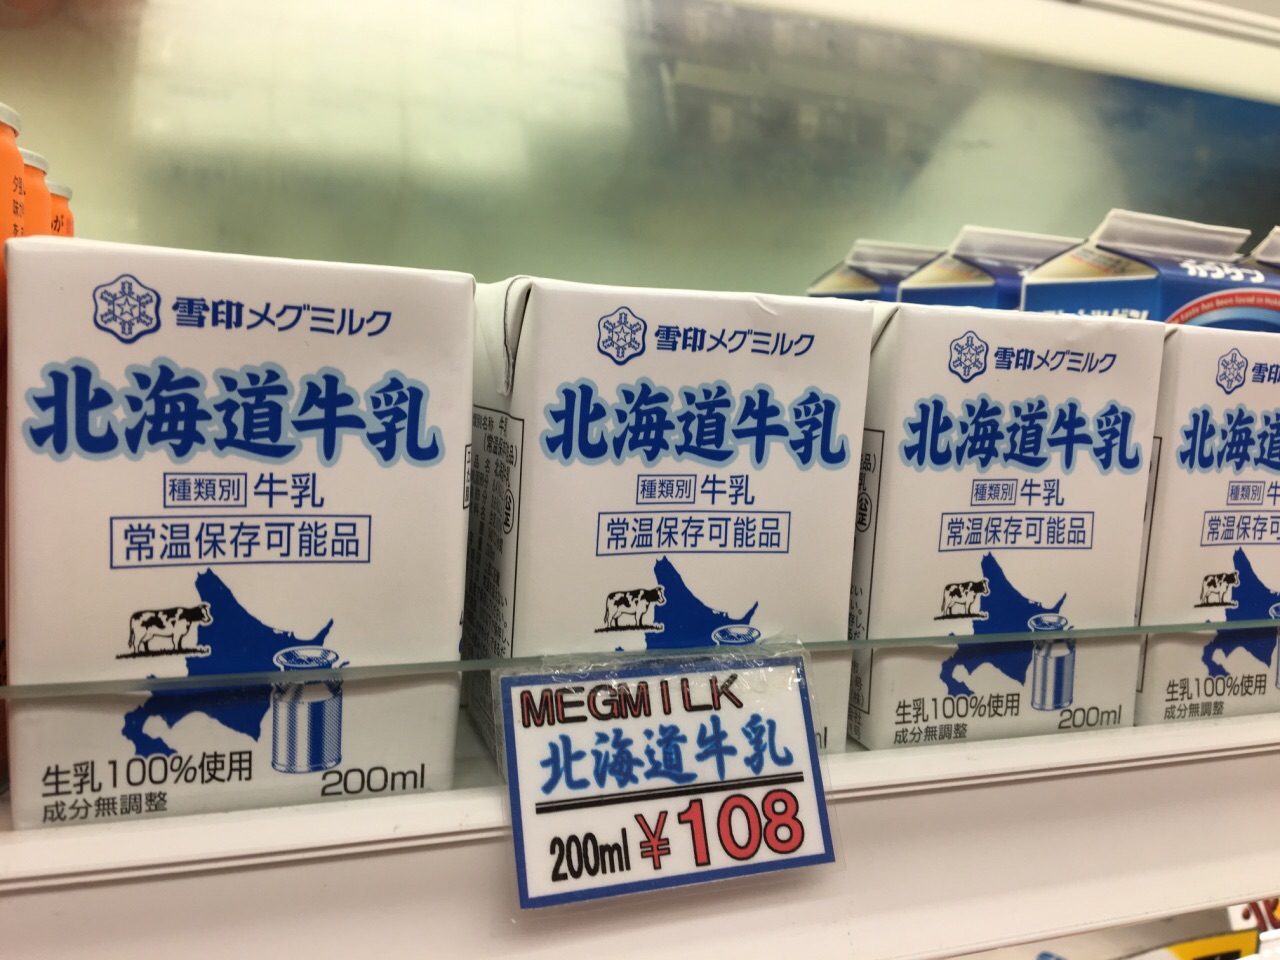 雪印メグミルク
北海道牛乳
種類別 牛乳
常温保存可能品
生乳100%使用
成分無調整
200ml
雪印メグミルク
北海道牛乳
種類別 牛乳
常温保存可能品
雪印メグミルク
北海道牛乳
種類別 牛乳
常温保存可能品
生乳100%使用
成分無調整
200ml
雪印
北海道
種類別
常温保存可
生乳100%使用
成分無調整
MEGMILK
北海道牛乳
200ml ¥108